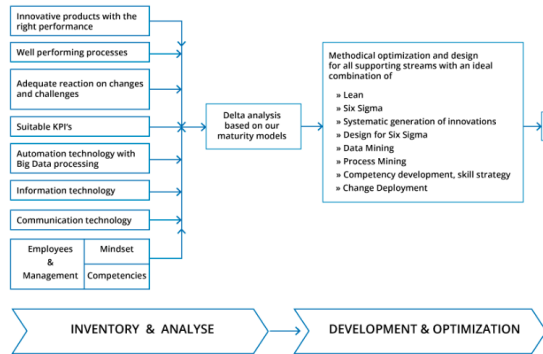 Innovative products with the
right performance
Well performing processes
Adequate reaction on changes
and challenges
Suitable KPI's
Automation technology with
Big Data processing
Information technology
Communication technology
Employees
&
Management
Mindset
Competencies
Delta analysis
based on our
maturity models
Methodical optimization and design
for all supporting streams with an ideal
combination of
» Lean
» Six Sigma
» Systematic generation of innovations
» Design for Six Sigma
» Data Mining
» Process Mining
» Competency development, skill strategy
» Change Deployment
INVENTORY & ANALYSE
DEVELOPMENT & OPTIMIZATION